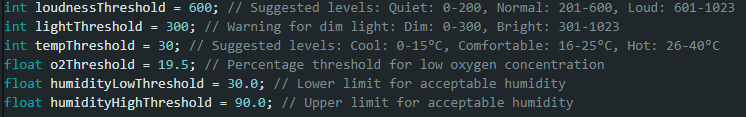 int loudnessThreshold = 600; // Suggested levels: Quiet: 0-200, Normal: 201-600, Loud: 601-1023
int lightThreshold = 300; // Warning for dim light: Dim: 0-300, Bright: 301-1023
int tempThreshold = 30; // Suggested levels: Cool: 0-15°C, Comfortable: 16-25°C, Hot: 26-40°C
float o2Threshold = 19.5; // Percentage threshold for low oxygen concentration
float humidityLowThreshold = 30.0; // Lower limit for acceptable humidity
float humidityHighThreshold = 90.0; // Upper limit for acceptable humidity